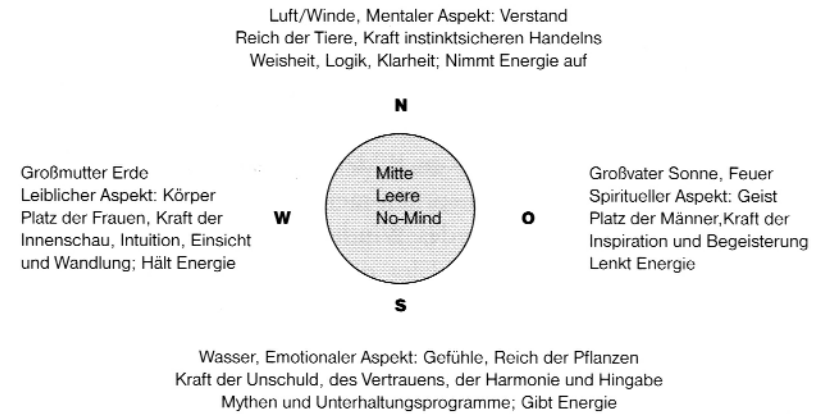 Luft/Winde, Mentaler Aspekt: Verstand
Reich der Tiere, Kraft instinktsicheren Handelns
Weisheit, Logik, Klarheit; Nimmt Energie auf
N
Großmutter Erde
Leiblicher Aspekt: Körper
Platz der Frauen, Kraft der
Innenschau, Intuition, Einsicht
und Wandlung; Hält Energie
W
Mitte
Leere
No-Mind
O
Großvater Sonne, Feuer
Spiritueller Aspekt: Geist
Platz der Männer,Kraft der
Inspiration und Begeisterung
Lenkt Energie
S
Wasser, Emotionaler Aspekt: Gefühle, Reich der Pflanzen
Kraft der Unschuld, des Vertrauens, der Harmonie und Hingabe
Mythen und Unterhaltungsprogramme; Gibt Energie